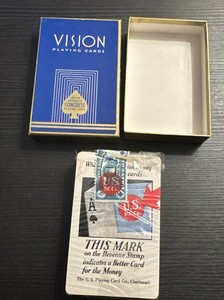 VISION
PLAYING CARDS
CONGRESS
U.S.
A
U.S.
THIS MARK
on the Revenue Stamp
indicates a Better Card
for the Money
The U.S. Playing Card Co., Cincinnati